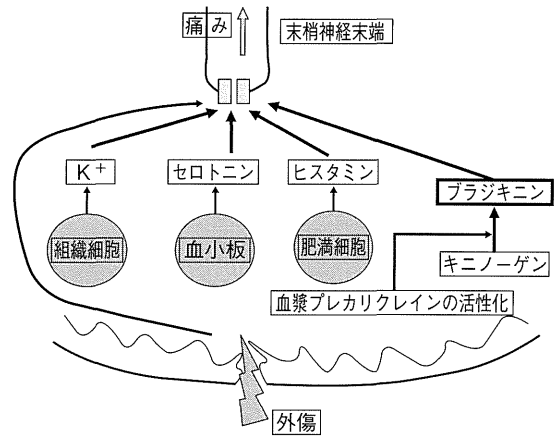 痛み
末梢神経末端
K+
セロトニン
ヒスタミン
ブラジキニン
組織細胞
血小板
肥満細胞
キニノーゲン
血漿プレカリクレインの活性化
外傷